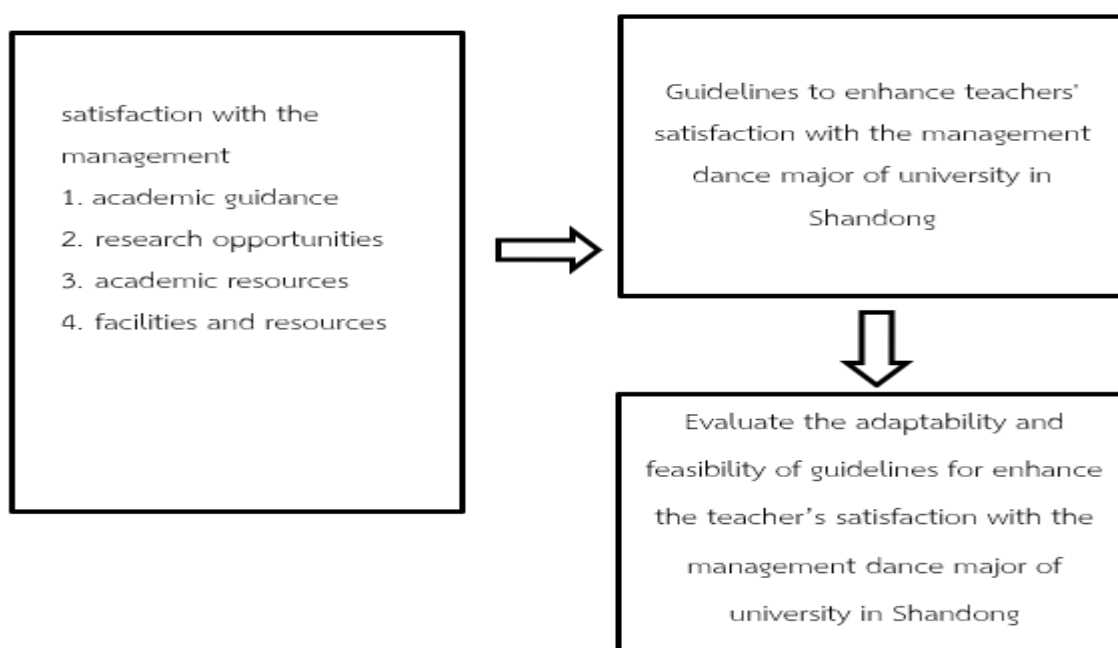 satisfaction with the
management
1. academic guidance
2. research opportunities
3. academic resources
4. facilities and resources
Guidelines to enhance teachers'
satisfaction with the management
dance major of university in
Shandong
Evaluate the adaptability and
feasibility of guidelines for enhance
the teacher’s satisfaction with the
management dance major of
university in Shandong